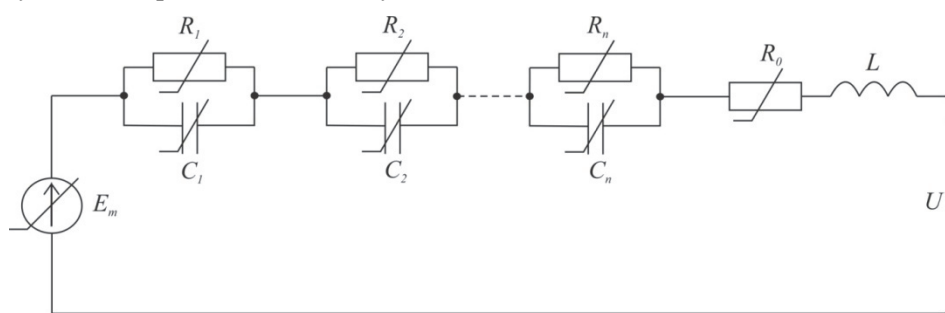 R₁ R₂ Rₙ R₀ L
C₁ C₂ Cₙ
Eₘ U